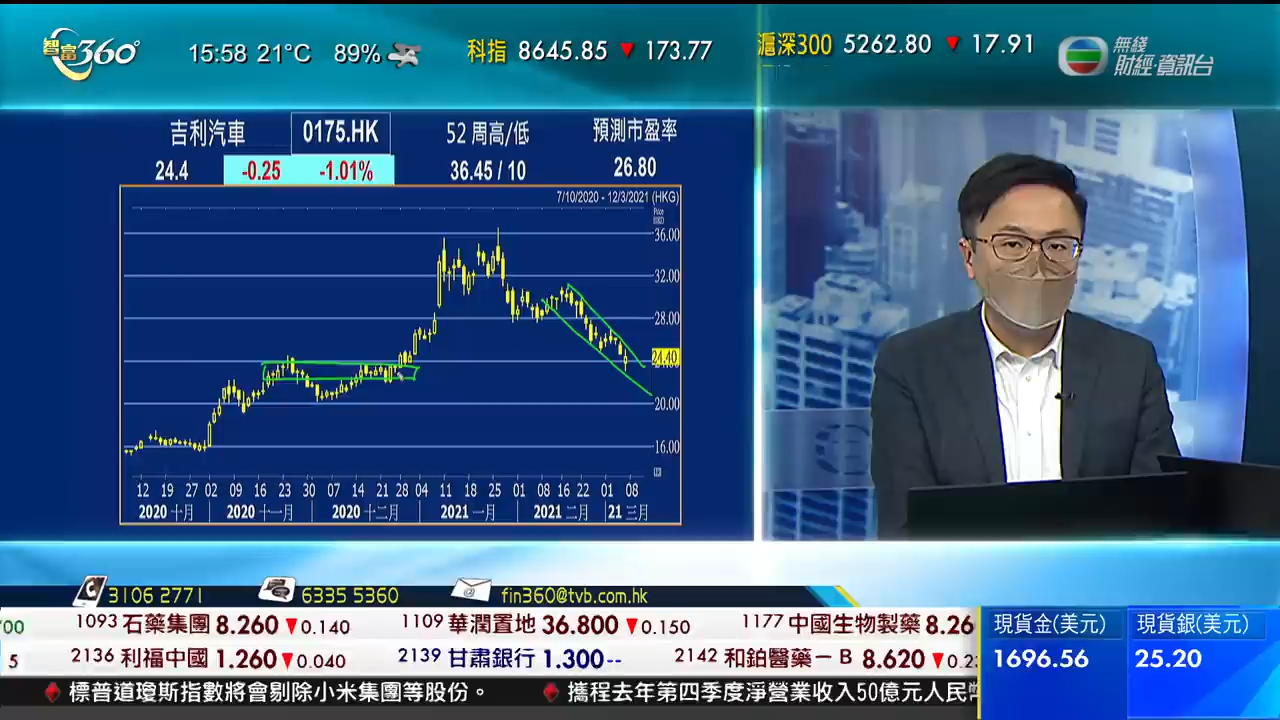 智富360°
15:58 21°C 89%
科指 8645.85 ▼ 173.77
滬深300 5262.80 ▼ 17.91
無綫
財經·資訊台
吉利汽車 0175.HK 52 周高/低 預測市盈率
24.4 -0.25 -1.01% 36.45 / 10 26.80
7/10/2020 - 12/3/2021 (HKG)
Price
36.00
32.00
28.00
24.40
20.00
16.00
12 19 27 02 09 16 23 30 07 14 21 28 04 11 18 25 01 08 16 22 01 08
2020 十月 2020 十一月 2020 十二月 2021 一月 2021 二月 21 三月
3106 2771 6335 5360 fin360@tvb.com.hk
00 1093 石藥集團 8.260 ▼ 0.140 1109 華潤置地 36.800 ▼ 0.150 1177 中國生物製藥 8.26
5 2136 利福中國 1.260 ▼ 0.040 2139 甘肅銀行 1.300 -- 2142 和鉑醫藥－Ｂ 8.620 ▼ 0.2
現貨金(美元) 現貨銀(美元)
1696.56 25.20
標普道瓊斯指數將會剔除小米集團等股份。 攜程去年第四季度淨營業收入50億元人民幣